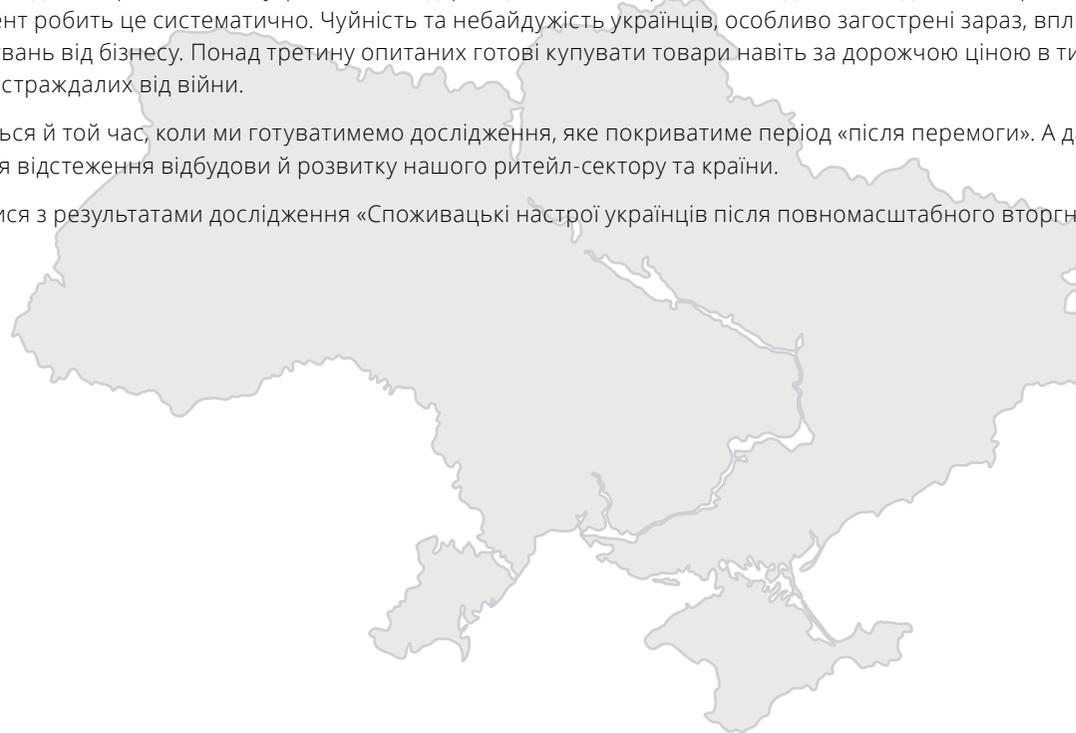 ент робить це систематично. Чуйність та небайдужість українців, особливо загострені зараз, впл
вань від бізнесу. Понад третину опитаних готові купувати товари навіть за дорожчою ціною в ти
страждалих від війни.
ься й той час, коли ми готуватимемо дослідження, яке покриватиме період «після перемоги». А д
я відстеження відбудови й розвитку нашого ритейл-сектору та країни.
ися з результатами дослідження «Споживацькі настрої українців після повномасштабного вторгн